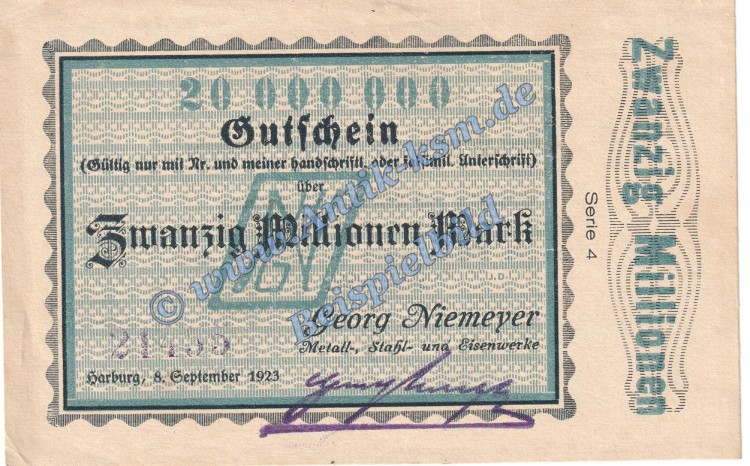 20 000 000
Gutschein
(Gültig nur mit Nr. und meiner handschriftl. oder faksimil. Unterschrift)
über
Zwanzig Millionen Mark
J.D.
Georg Niemeyer
Metall-, Stahl- und Eisenwerke
Harburg, 8. September 1923
Serie 4
Zwanzig Millionen
© www.Antik-ksm.de
Beispielbild